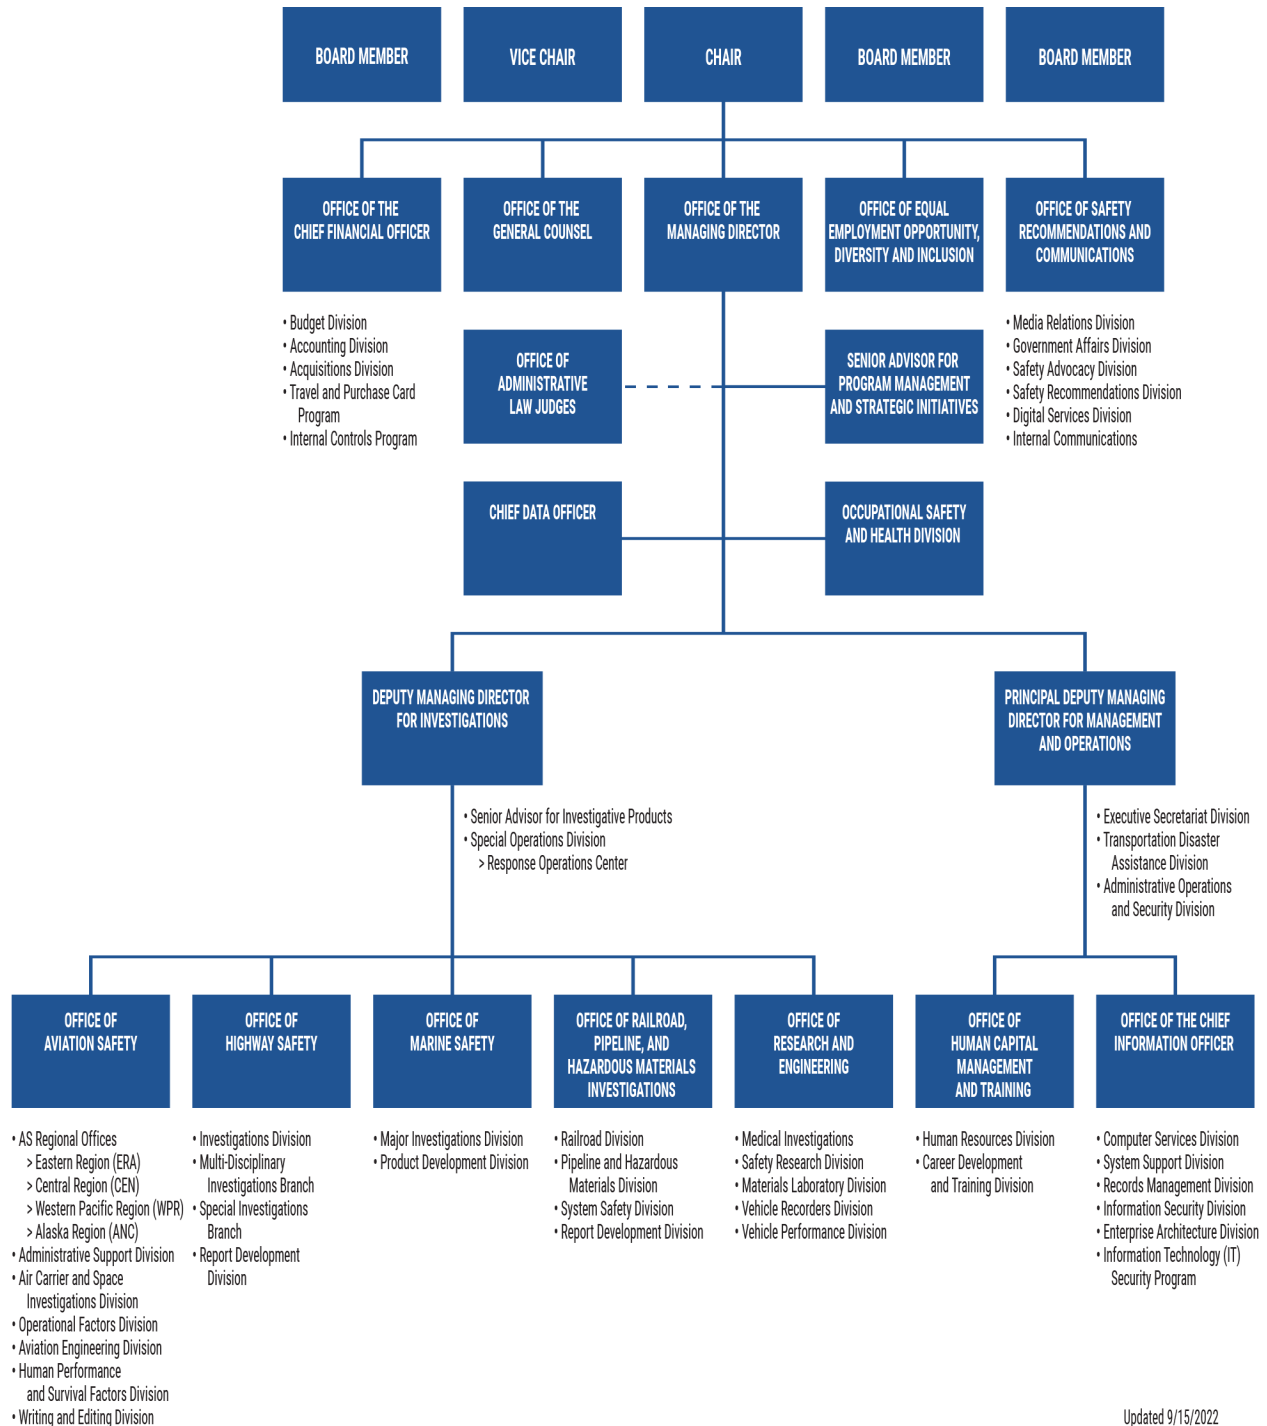 BOARD MEMBER
VICE CHAIR
CHAIR
BOARD MEMBER
BOARD MEMBER
OFFICE OF THE
CHIEF FINANCIAL OFFICER
OFFICE OF THE
GENERAL COUNSEL
OFFICE OF THE
MANAGING DIRECTOR
OFFICE OF EQUAL
EMPLOYMENT OPPORTUNITY,
DIVERSITY AND INCLUSION
OFFICE OF SAFETY
RECOMMENDATIONS AND
COMMUNICATIONS
• Budget Division
• Accounting Division
• Acquisitions Division
• Travel and Purchase Card
Program
• Internal Controls Program
OFFICE OF
ADMINISTRATIVE
LAW JUDGES
SENIOR ADVISOR FOR
PROGRAM MANAGEMENT
AND STRATEGIC INITIATIVES
• Media Relations Division
• Government Affairs Division
• Safety Advocacy Division
• Safety Recommendations Division
• Digital Services Division
• Internal Communications
CHIEF DATA OFFICER
OCCUPATIONAL SAFETY
AND HEALTH DIVISION
DEPUTY MANAGING DIRECTOR
FOR INVESTIGATIONS
PRINCIPAL DEPUTY MANAGING
DIRECTOR FOR MANAGEMENT
AND OPERATIONS
• Senior Advisor for Investigative Products
• Special Operations Division
> Response Operations Center
• Executive Secretariat Division
• Transportation Disaster
Assistance Division
• Administrative Operations
and Security Division
OFFICE OF
AVIATION SAFETY
OFFICE OF
HIGHWAY SAFETY
OFFICE OF
MARINE SAFETY
OFFICE OF RAILROAD,
PIPELINE, AND
HAZARDOUS MATERIALS
INVESTIGATIONS
OFFICE OF
RESEARCH AND
ENGINEERING
OFFICE OF
HUMAN CAPITAL
MANAGEMENT
AND TRAINING
OFFICE OF THE CHIEF
INFORMATION OFFICER
• AS Regional Offices
> Eastern Region (ERA)
> Central Region (CEN)
> Western Pacific Region (WPR)
> Alaska Region (ANC)
• Administrative Support Division
• Air Carrier and Space
Investigations Division
• Operational Factors Division
• Aviation Engineering Division
• Human Performance
and Survival Factors Division
• Writing and Editing Division
• Investigations Division
• Multi-Disciplinary
Investigations Branch
• Special Investigations
Branch
• Report Development
Division
• Major Investigations Division
• Product Development Division
• Railroad Division
• Pipeline and Hazardous
Materials Division
• System Safety Division
• Report Development Division
• Medical Investigations
• Safety Research Division
• Materials Laboratory Division
• Vehicle Recorders Division
• Vehicle Performance Division
• Human Resources Division
• Career Development
and Training Division
• Computer Services Division
• System Support Division
• Records Management Division
• Information Security Division
• Enterprise Architecture Division
• Information Technology (IT)
Security Program
Updated 9/15/2022